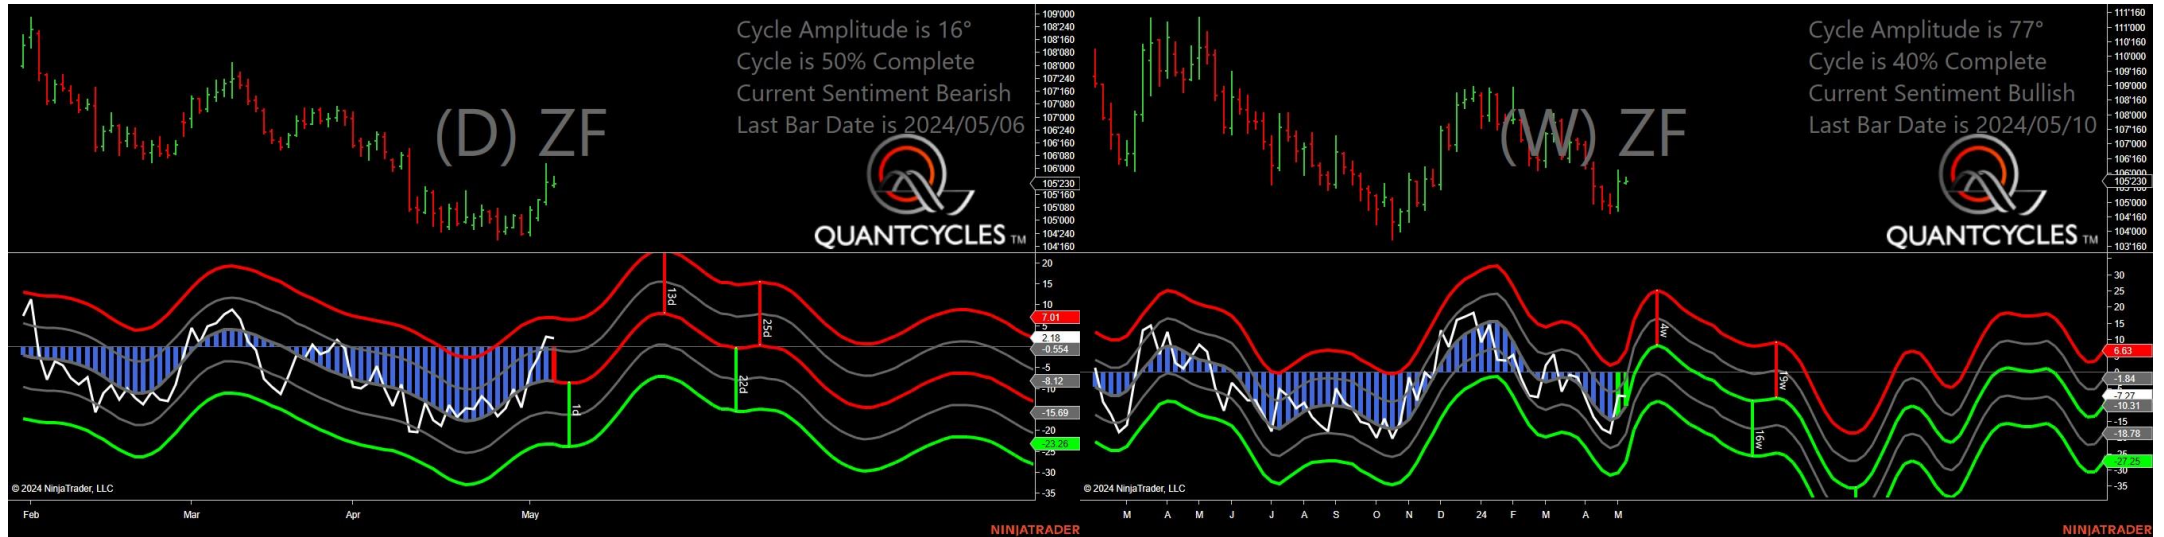 Cycle Amplitude is 16°
Cycle is 50% Complete
Current Sentiment Bearish
Last Bar Date is 2024/05/06
(D) ZF
QUANTCYCLES TM
109'000
108'240
108'160
108'080
108'000
107'240
107'160
107'080
107'000
106'240
106'160
106'080
106'000
105'230
105'160
105'080
105'000
104'240
104'160
20
15
10
7.01
5
2.18
-0.554
-5
-8.12
-10
-15.69
-20
-23.26
-25
-30
-35
13d
25d
22d
1d
© 2024 NinjaTrader, LLC
Feb Mar Apr May
NINJATRADER
Cycle Amplitude is 77°
Cycle is 40% Complete
Current Sentiment Bullish
Last Bar Date is 2024/05/10
(W) ZF
QUANTCYCLES TM
111'160
111'000
110'160
110'000
109'160
109'000
108'160
108'000
107'160
107'000
106'160
106'000
105'230
105'000
104'160
104'000
103'160
30
25
20
15
10
6.63
-1.84
-7.27
-10.31
-15
-18.78
-27.25
-30
-35
4w
19w
16w
© 2024 NinjaTrader, LLC
M A M J J A S O N D 24 F M A M
NINJATRADER